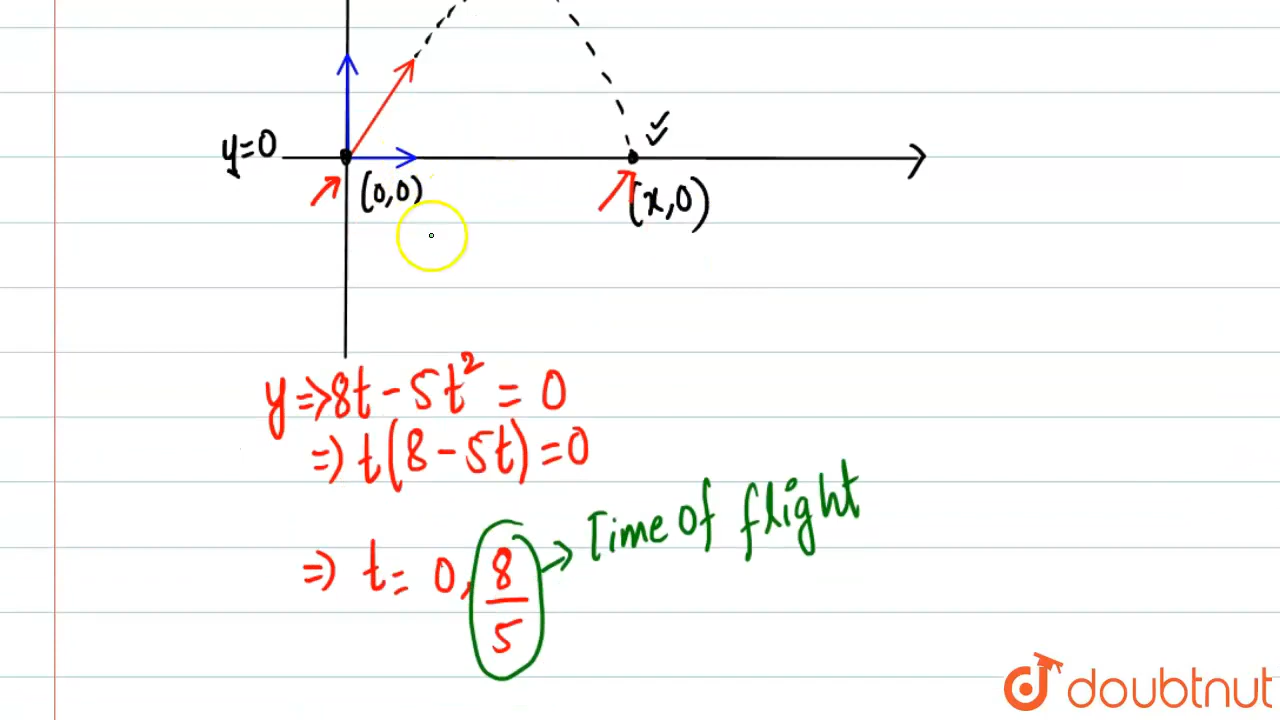 y=0
(0,0)
(x,0)
y⇒8t-5t²=0
⇒t(8-5t)=0
Time of flight
⇒ t= 0, 8/5
doubtnut